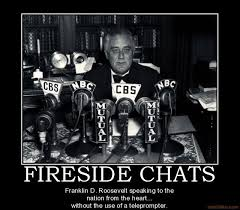 NBC
CBS
CBS
NBC
MUTUAL
MUTUAL
FIRESIDE CHATS
Franklin D. Roosevelt speaking to the
nation from the heart...
without the use of a teleprompter.